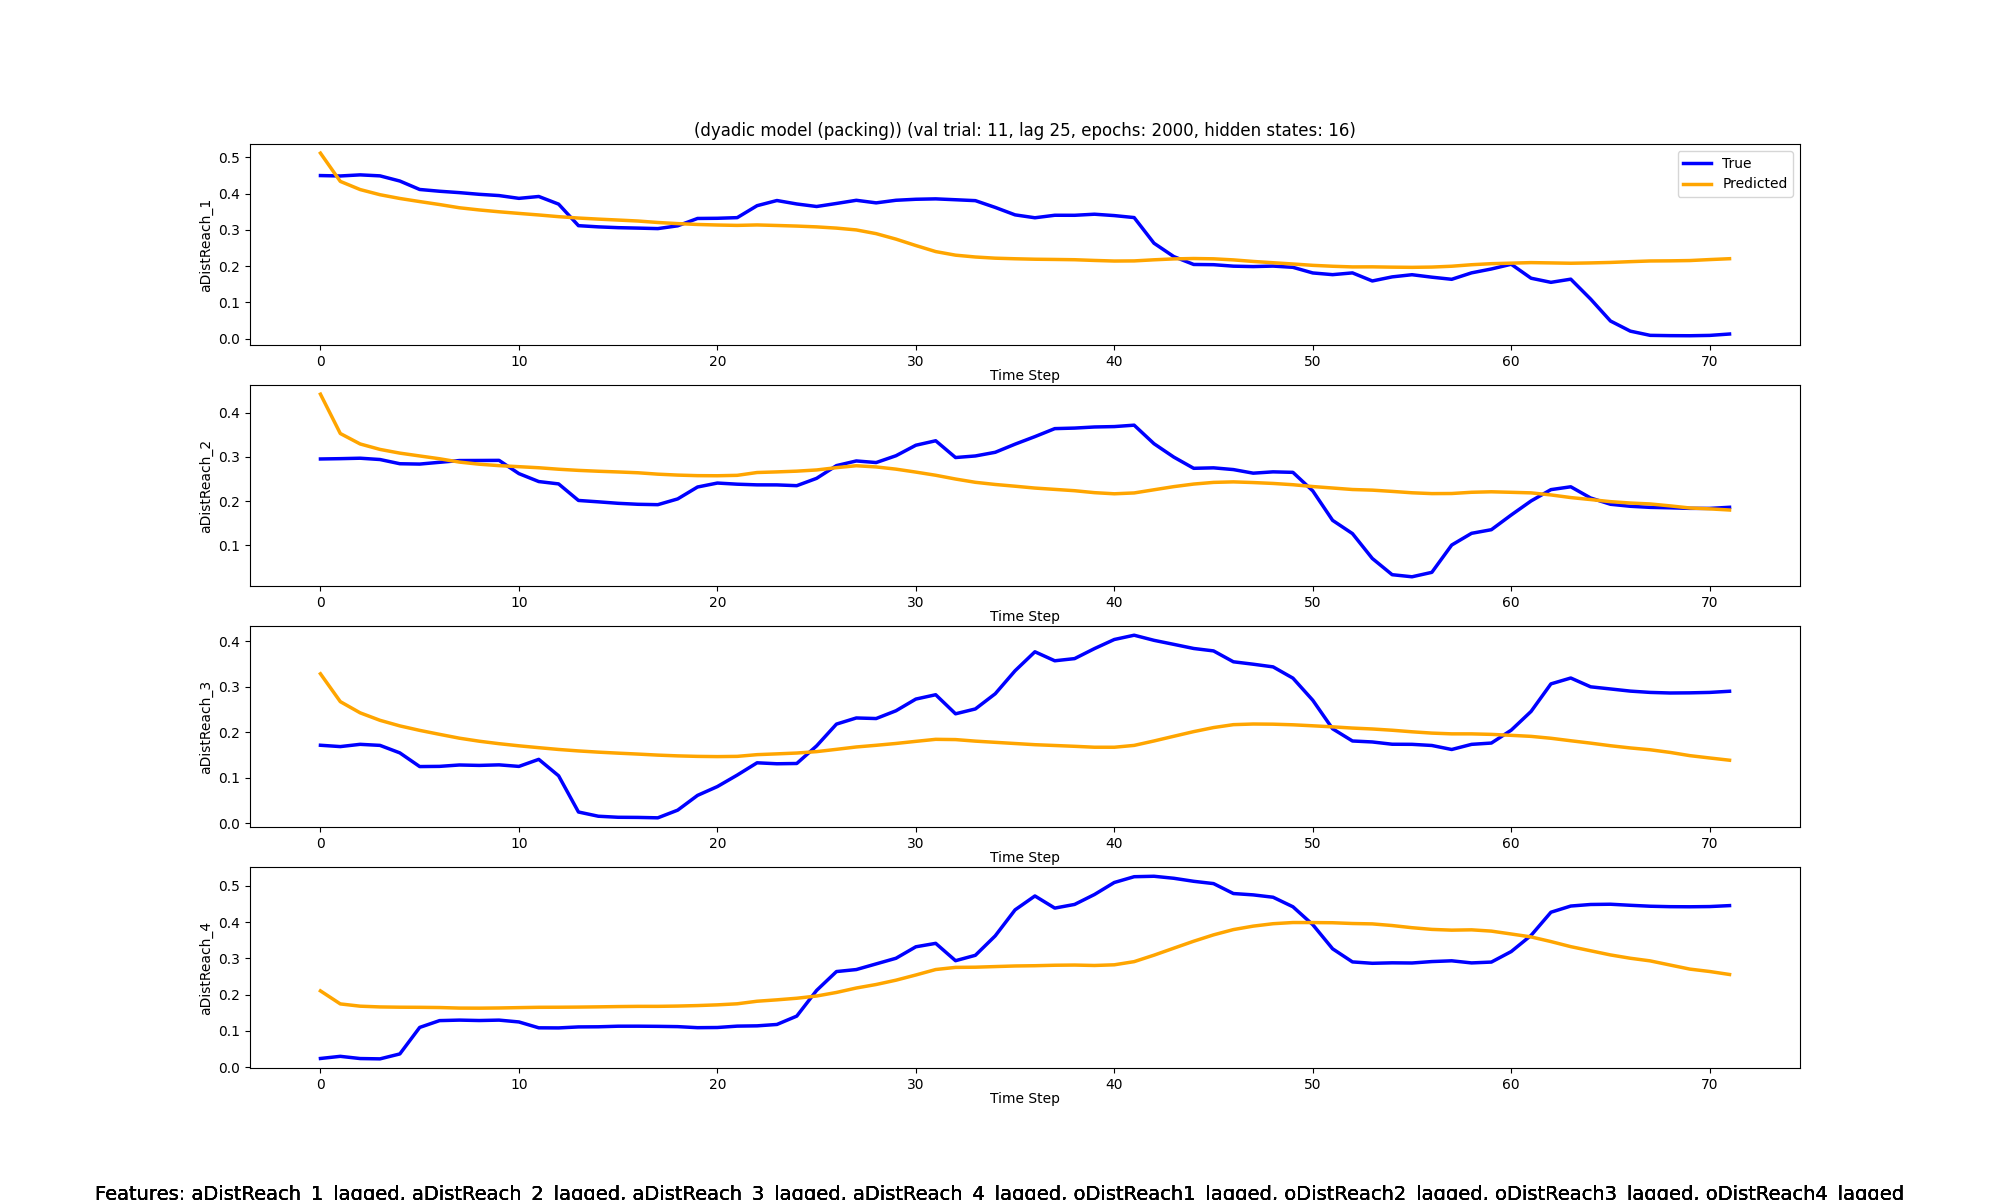 (dyadic model (packing)) (val trial: 11, lag 25, epochs: 2000, hidden states: 16)
True
Predicted
0.5
0.4
0.3
0.2
0.1
0.0
aDistReach_1
0 10 20 30 40 50 60 70
Time Step
0.4
0.3
0.2
0.1
aDistReach_2
0 10 20 30 40 50 60 70
Time Step
0.4
0.3
0.2
0.1
0.0
aDistReach_3
0 10 20 30 40 50 60 70
Time Step
0.5
0.4
0.3
0.2
0.1
0.0
aDistReach_4
0 10 20 30 40 50 60 70
Time Step
Features: aDistReach_1_lagged, aDistReach_2_lagged, aDistReach_3_lagged, aDistReach_4_lagged, oDistReach1_lagged, oDistReach2_lagged, oDistReach3_lagged, oDistReach4_lagged